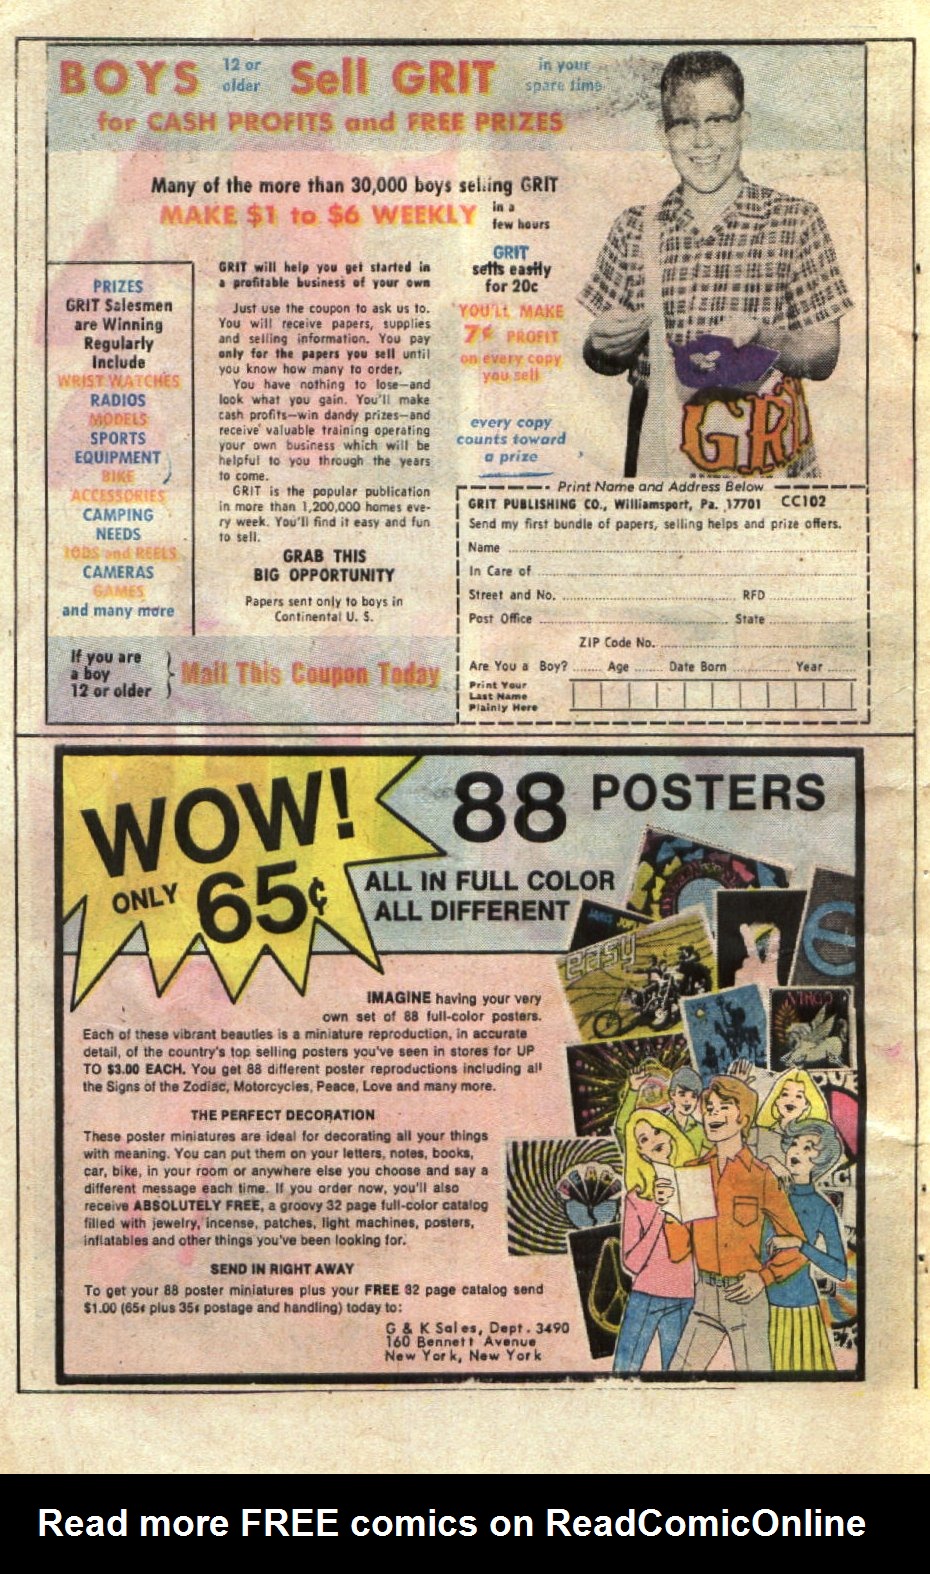 BOYS 12 or older Sell GRIT in your spare time
for CASH PROFITS and FREE PRIZES
Many of the more than 30,000 boys selling GRIT
MAKE $1 to $6 WEEKLY in a few hours
PRIZES
GRIT Salesmen
are Winning
Regularly
Include
WRIST WATCHES
RADIOS
MODELS
SPORTS
EQUIPMENT
BIKE
ACCESSORIES
CAMPING
NEEDS
RODS and REELS
CAMERAS
GAMES
and many more
GRIT will help you get started in
a profitable business of your own
Just use the coupon to ask us to.
You will receive papers, supplies
and selling information. You pay
only for the papers you sell until
you know how many to order.
You have nothing to lose—and
look what you gain. You'll make
cash profits—win dandy prizes—and
receive valuable training operating
your own business which will be
helpful to you through the years
to come.
GRIT is the popular publication
in more than 1,200,000 homes eve-
ry week. You'll find it easy and fun
to sell.
GRAB THIS
BIG OPPORTUNITY
Papers sent only to boys in
Continental U. S.
GRIT
sells easily
for 20c
YOU'LL MAKE
7¢ PROFIT
on every copy
you sell
every copy
counts toward
a prize
GRIT
If you are
a boy
12 or older
Mail This Coupon Today
Print Name and Address Below
GRIT PUBLISHING CO., Williamsport, Pa. 17701 CC102
Send my first bundle of papers, selling helps and prize offers.
Name
In Care of
Street and No. RFD
Post Office State
ZIP Code No.
Are You a Boy? Age Date Born Year
Print Your
Last Name
Plainly Here
WOW!
ONLY 65¢
88 POSTERS
ALL IN FULL COLOR
ALL DIFFERENT
JANIS JOPLIN
easy
VIRGO
IMAGINE having your very
own set of 88 full-color posters.
Each of these vibrant beauties is a miniature reproduction, in accurate
detail, of the country's top selling posters you've seen in stores for UP
TO $3.00 EACH. You get 88 different poster reproductions including all
the Signs of the Zodiac, Motorcycles, Peace, Love and many more.
THE PERFECT DECORATION
These poster miniatures are ideal for decorating all your things
with meaning. You can put them on your letters, notes, books,
car, bike, in your room or anywhere else you choose and say a
different message each time. If you order now, you'll also
receive ABSOLUTELY FREE, a groovy 32 page full-color catalog
filled with jewelry, incense, patches, light machines, posters,
inflatables and other things you've been looking for.
SEND IN RIGHT AWAY
To get your 88 poster miniatures plus your FREE 32 page catalog send
$1.00 (65¢ plus 35¢ postage and handling) today to:
G & K Sales, Dept. 3490
160 Bennett Avenue
New York, New York
Read more FREE comics on ReadComicOnline